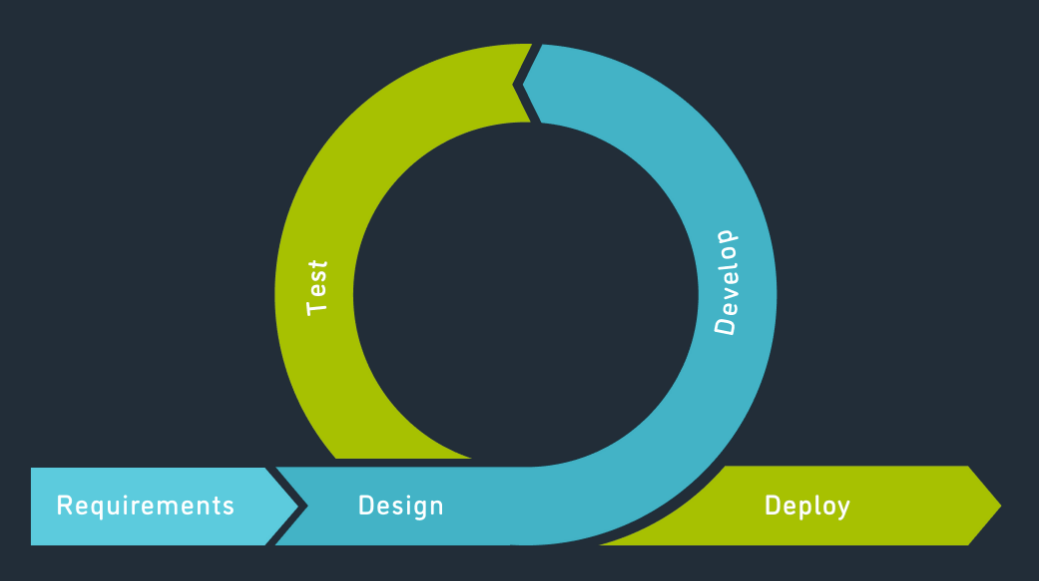 Requirements
Design
Develop
Test
Deploy